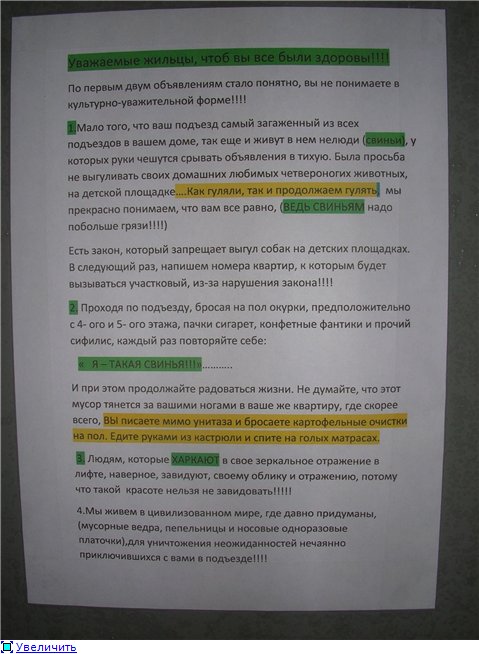 Уважаемые жильцы, чтоб вы все были здоровы!!!!
По первым двум объявлениям стало понятно, вы не понимаете в
культурно-уважительной форме!!!!
1.Мало того, что ваш подъезд самый загаженный из всех
подъездов в вашем доме, так еще и живут в нем нелюди (свиньи), у
которых руки чешутся срывать объявления в тихую. Была просьба
не выгуливать своих домашних любимых четвероногих животных,
на детской площадке....Как гуляли, так и продолжаем гулять, мы
прекрасно понимаем, что вам все равно, (ВЕДЬ СВИНЬЯМ надо
побольше грязи!!!!)
Есть закон, который запрещает выгул собак на детских площадках.
В следующий раз, напишем номера квартир, к которым будет
вызываться участковый, из-за нарушения закона!!!!
2. Проходя по подъезду, бросая на пол окурки, предположительно
с 4- ого и 5- ого этажа, пачки сигарет, конфетные фантики и прочий
сифилис, каждый раз повторяйте себе:
« Я – ТАКАЯ СВИНЬЯ!!!»...........
И при этом продолжайте радоваться жизни. Не думайте, что этот
мусор тянется за вашими ногами в ваше же квартиру, где скорее
всего, ВЫ писаете мимо унитаза и бросаете картофельные очистки
на пол. Едите руками из кастрюли и спите на голых матрасах.
3. Людям, которые ХАРКАЮТ в свое зеркальное отражение в
лифте, наверное, завидуют, своему облику и отражению, потому
что такой красоте нельзя не завидовать!!!!!
4.Мы живем в цивилизованном мире, где давно придуманы,
(мусорные ведра, пепельницы и носовые одноразовые
платочки),для уничтожения неожиданностей нечаянно
приключившихся с вами в подъезде!!!!
Увеличить